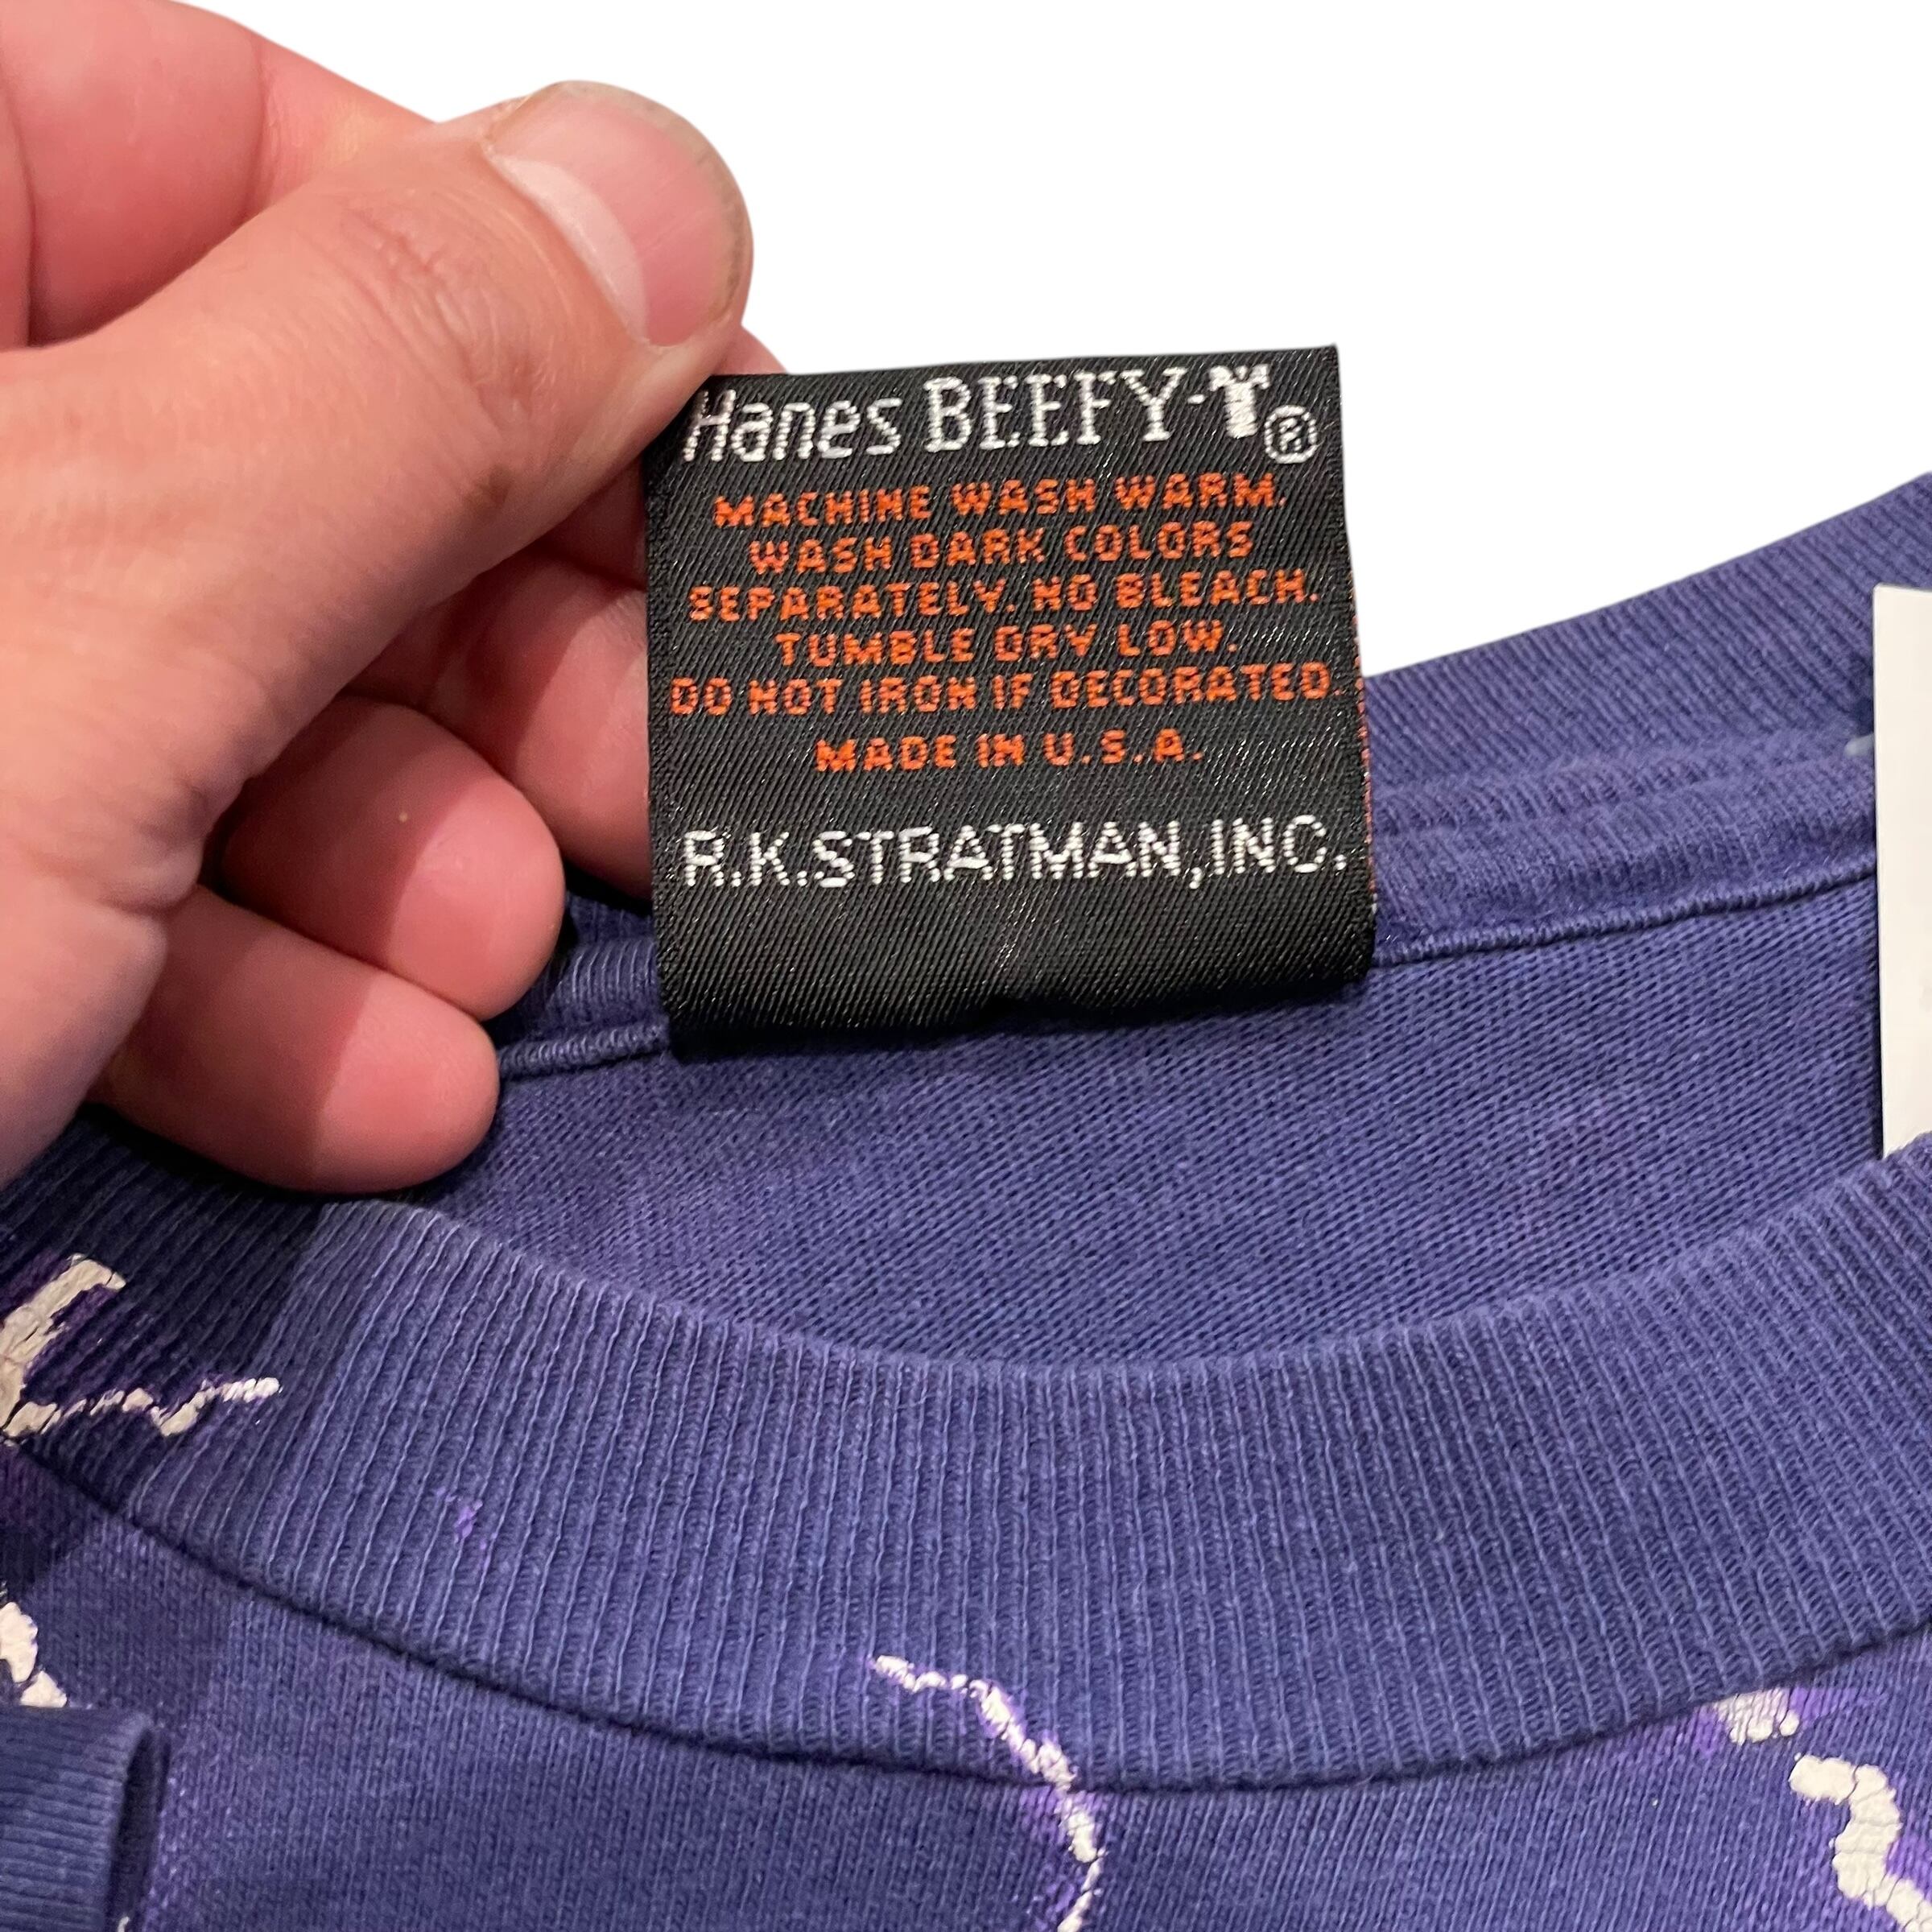 Hanes BEEFY-T®
MACHINE WASH WARM.
WASH DARK COLORS
SEPARATELY. NO BLEACH.
TUMBLE DRY LOW.
DO NOT IRON IF DECORATED.
MADE IN U.S.A.
R.K.STRATMAN,INC.